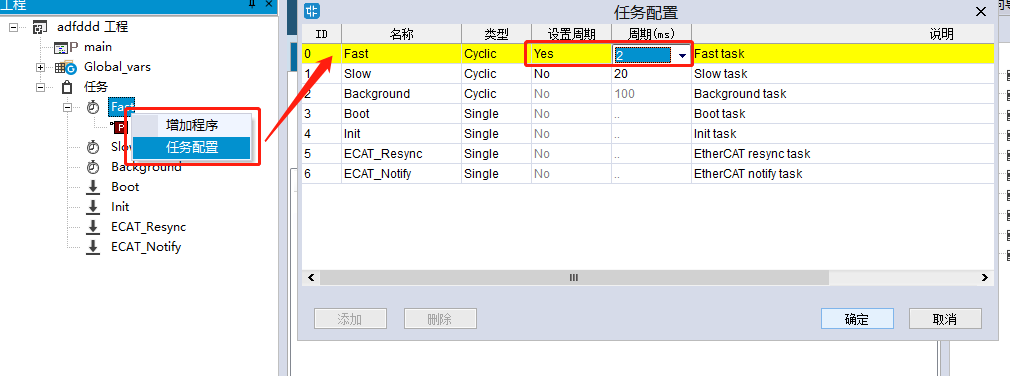 工程
adfddd 工程
main
Global_vars
任务
Fast
增加程序
任务配置
Background
Boot
Init
ECAT_Resync
ECAT_Notify
任务配置
ID 名称 类型 设置周期 周期(ms) 说明
0 Fast Cyclic Yes 2 Fast task
1 Slow Cyclic No 20 Slow task
2 Background Cyclic No 100 Background task
3 Boot Single No .. Boot task
4 Init Single No .. Init task
5 ECAT_Resync Single No .. EtherCAT resync task
6 ECAT_Notify Single No .. EtherCAT notify task
添加 删除 确定 取消